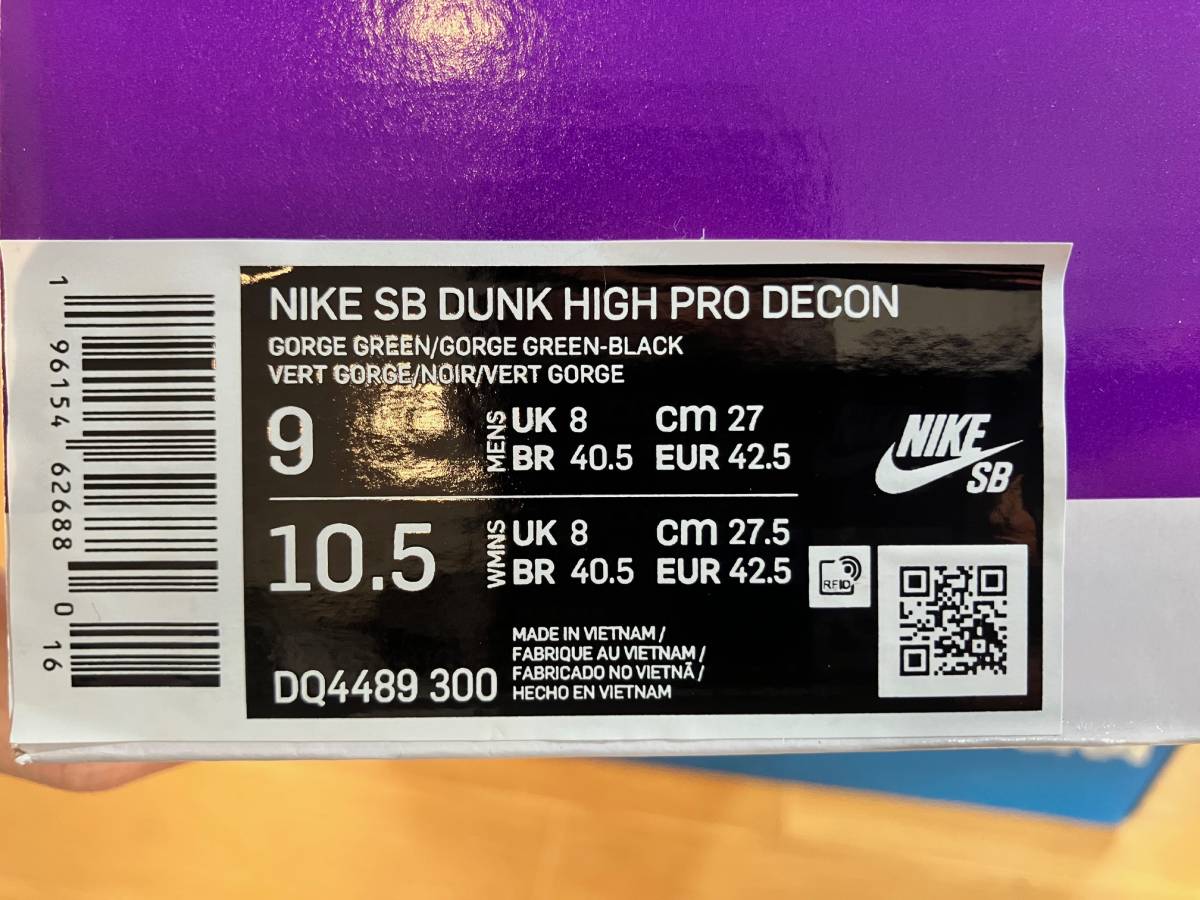 NIKE SB DUNK HIGH PRO DECON
GORGE GREEN/GORGE GREEN-BLACK
VERT GORGE/NOIR/VERT GORGE
9 MENS UK 8 cm 27
BR 40.5 EUR 42.5
10.5 WMNS UK 8 cm 27.5
BR 40.5 EUR 42.5
NIKE
SB
RFID
MADE IN VIETNAM /
FABRIQUE AU VIETNAM /
FABRICADO NO VIETNÃ /
HECHO EN VIETNAM
DQ4489 300
1 96154 62688 0 16